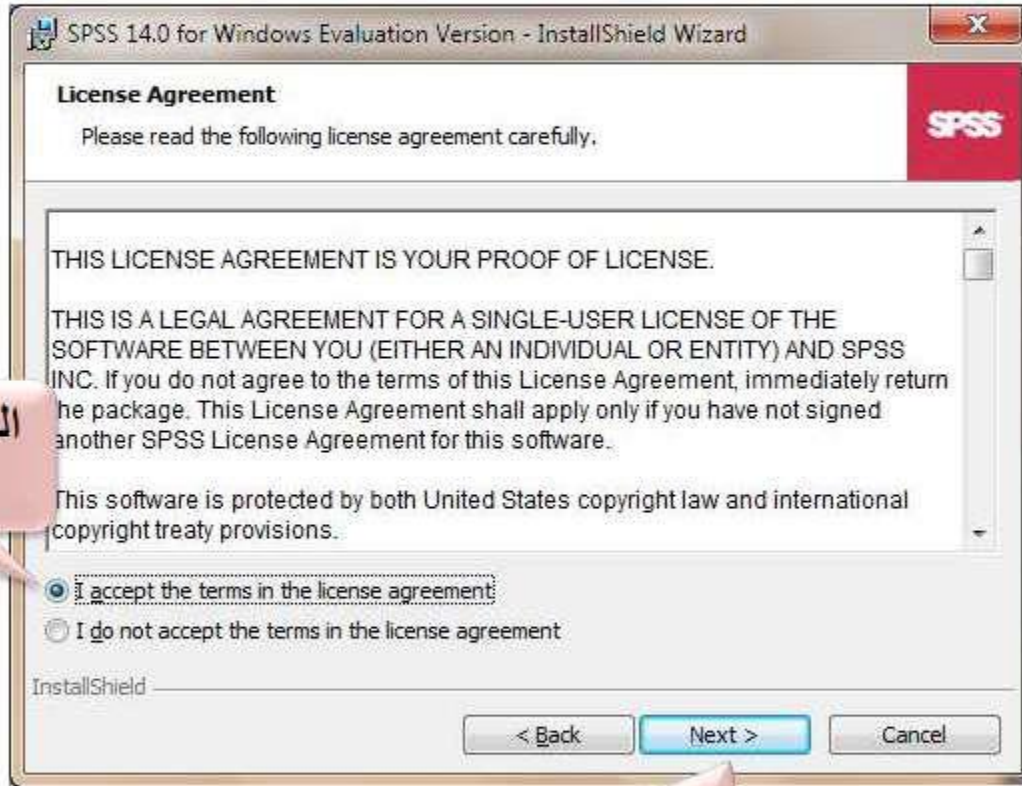 SPSS 14.0 for Windows Evaluation Version - InstallShield Wizard
License Agreement
Please read the following license agreement carefully.
SPSS
THIS LICENSE AGREEMENT IS YOUR PROOF OF LICENSE.
THIS IS A LEGAL AGREEMENT FOR A SINGLE-USER LICENSE OF THE
SOFTWARE BETWEEN YOU (EITHER AN INDIVIDUAL OR ENTITY) AND SPSS
INC. If you do not agree to the terms of this License Agreement, immediately return
the package. This License Agreement shall apply only if you have not signed
another SPSS License Agreement for this software.
This software is protected by both United States copyright law and international
copyright treaty provisions.
I accept the terms in the license agreement
I do not accept the terms in the license agreement
InstallShield
< Back
Next >
Cancel